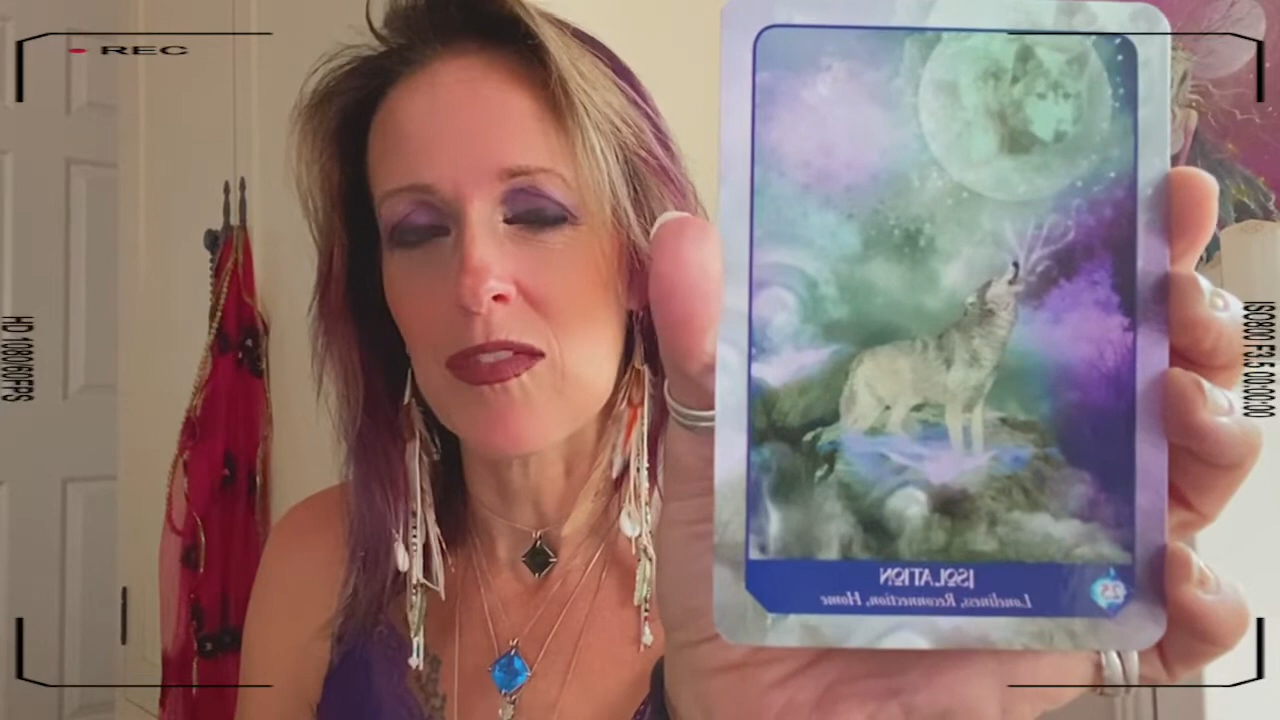 REC
HD 1080/60FPS
ISO800 F3.5 00:00:00
ISOLATION
Loneliness, Reconnection, Home